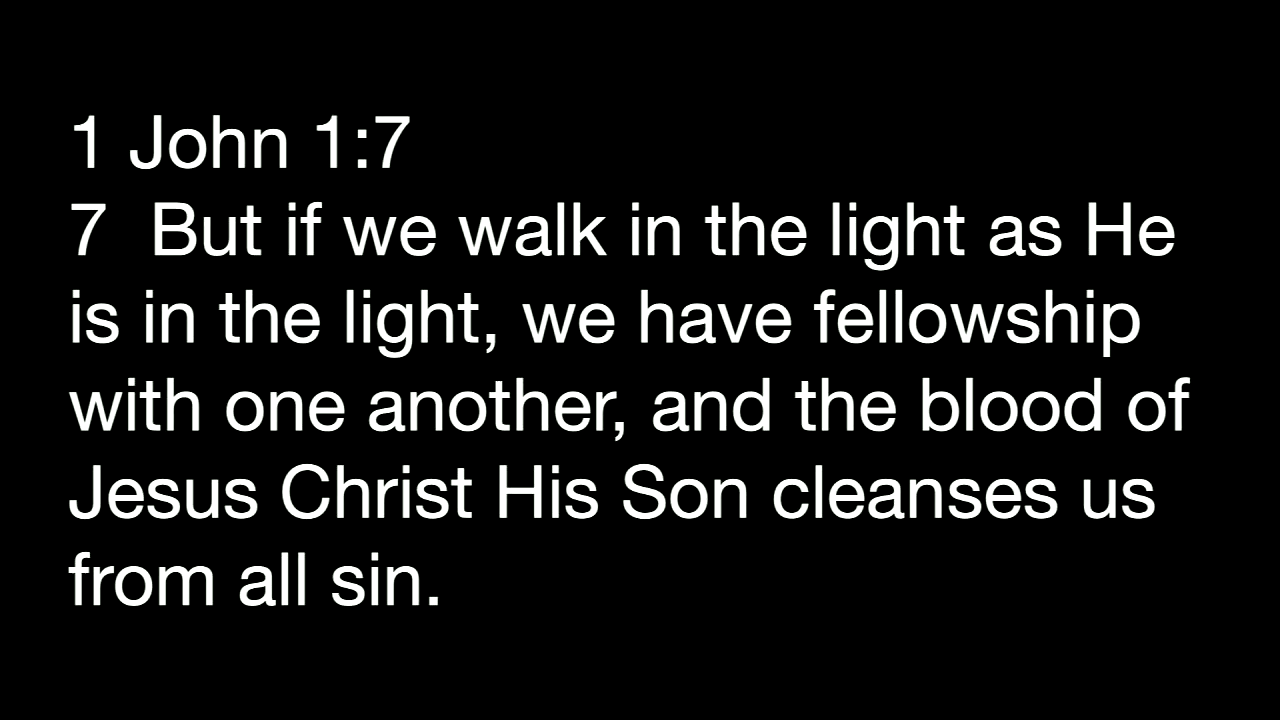 1 John 1:7
7  But if we walk in the light as He
is in the light, we have fellowship
with one another, and the blood of
Jesus Christ His Son cleanses us
from all sin.